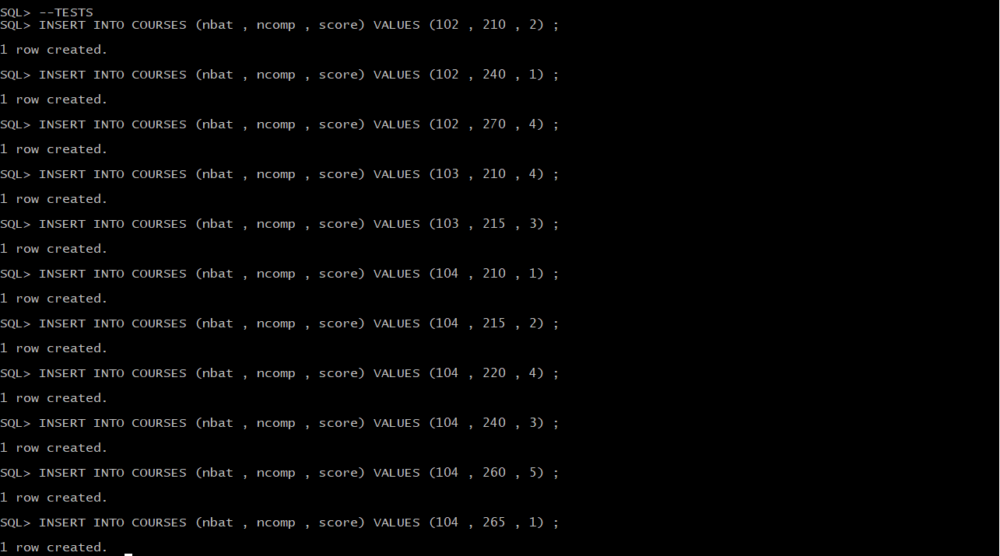 SQL> --TESTS
SQL> INSERT INTO COURSES (nbat , ncomp , score) VALUES (102 , 210 , 2) ;
1 row created.
SQL> INSERT INTO COURSES (nbat , ncomp , score) VALUES (102 , 240 , 1) ;
1 row created.
SQL> INSERT INTO COURSES (nbat , ncomp , score) VALUES (102 , 270 , 4) ;
1 row created.
SQL> INSERT INTO COURSES (nbat , ncomp , score) VALUES (103 , 210 , 4) ;
1 row created.
SQL> INSERT INTO COURSES (nbat , ncomp , score) VALUES (103 , 215 , 3) ;
1 row created.
SQL> INSERT INTO COURSES (nbat , ncomp , score) VALUES (104 , 210 , 1) ;
1 row created.
SQL> INSERT INTO COURSES (nbat , ncomp , score) VALUES (104 , 215 , 2) ;
1 row created.
SQL> INSERT INTO COURSES (nbat , ncomp , score) VALUES (104 , 220 , 4) ;
1 row created.
SQL> INSERT INTO COURSES (nbat , ncomp , score) VALUES (104 , 240 , 3) ;
1 row created.
SQL> INSERT INTO COURSES (nbat , ncomp , score) VALUES (104 , 260 , 5) ;
1 row created.
SQL> INSERT INTO COURSES (nbat , ncomp , score) VALUES (104 , 265 , 1) ;
1 row created.